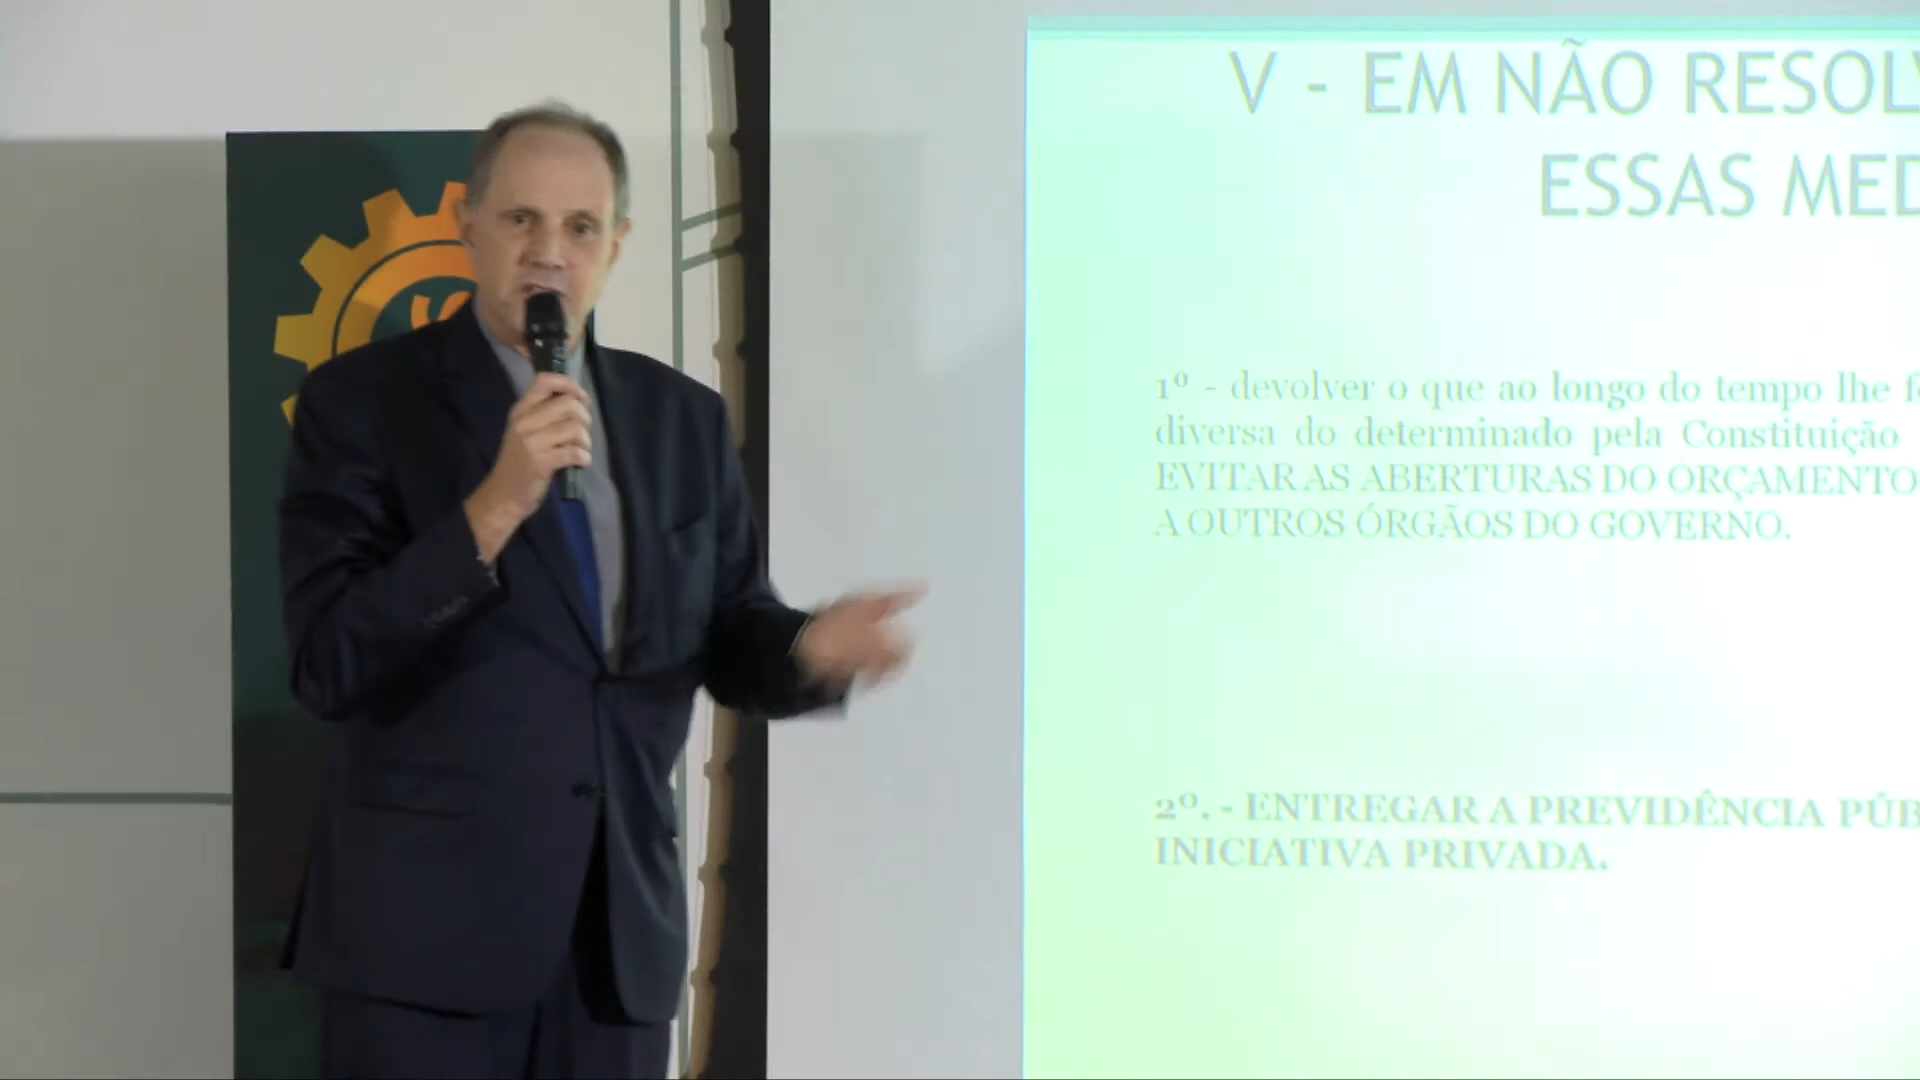 V - EM NÃO RESOLV
ESSAS MED
1º - devolver o que ao longo do tempo lhe f
diversa do determinado pela Constituição
EVITAR AS ABERTURAS DO ORÇAMENTO
A OUTROS ÓRGÃOS DO GOVERNO.
2º. - ENTREGAR A PREVIDÊNCIA PÚB
INICIATIVA PRIVADA.